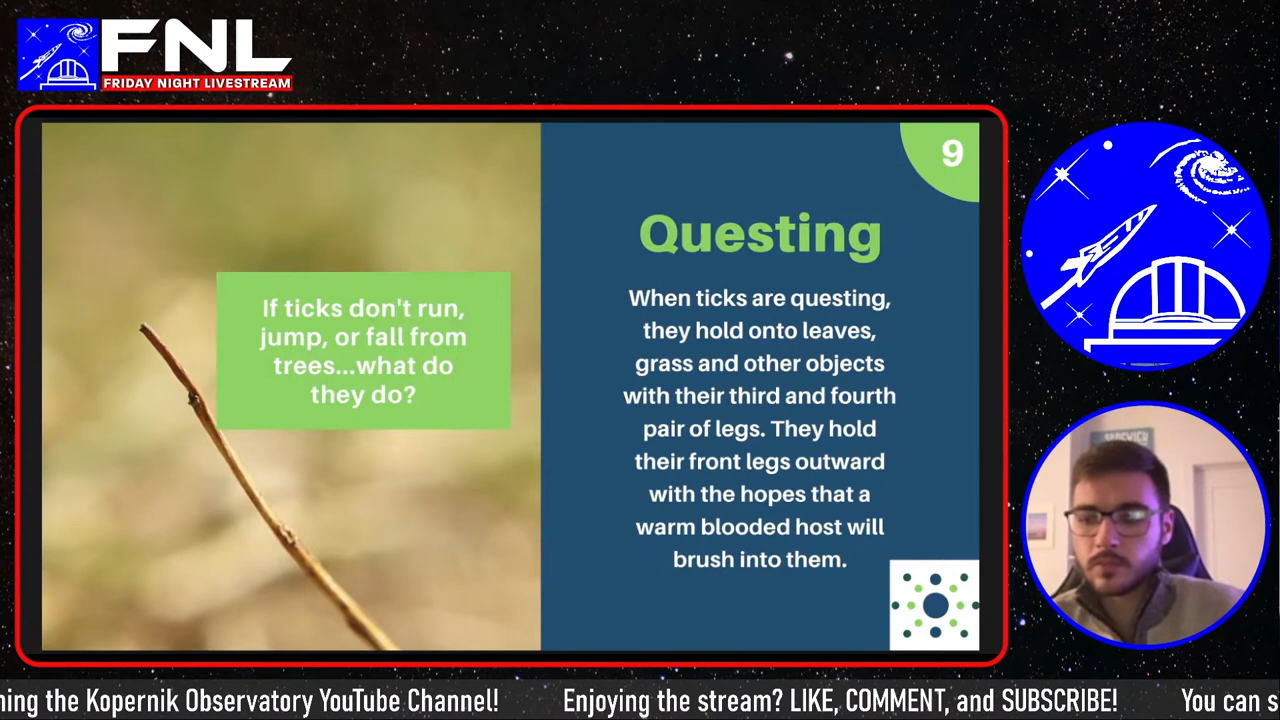 FNL
FRIDAY NIGHT LIVESTREAM
If ticks don't run,
jump, or fall from
trees...what do
they do?
9
Questing
When ticks are questing,
they hold onto leaves,
grass and other objects
with their third and fourth
pair of legs. They hold
their front legs outward
with the hopes that a
warm blooded host will
brush into them.
the Kopernik Observatory YouTube Channel! Enjoying the stream? LIKE, COMMENT, and SUBSCRIBE! You can